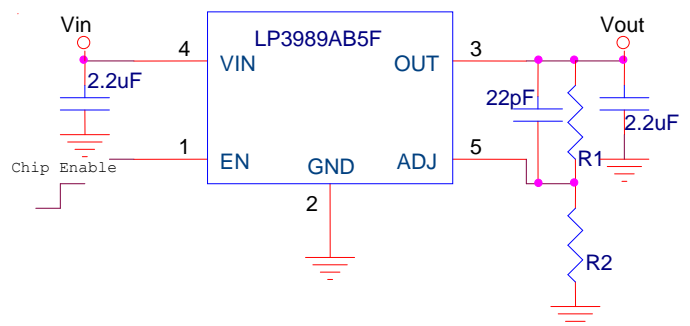 Vin
LP3989AB5F
Vout
4
VIN
OUT
3
2.2uF
22pF
2.2uF
1
EN
ADJ
5
R1
Chip Enable
GND
2
R2